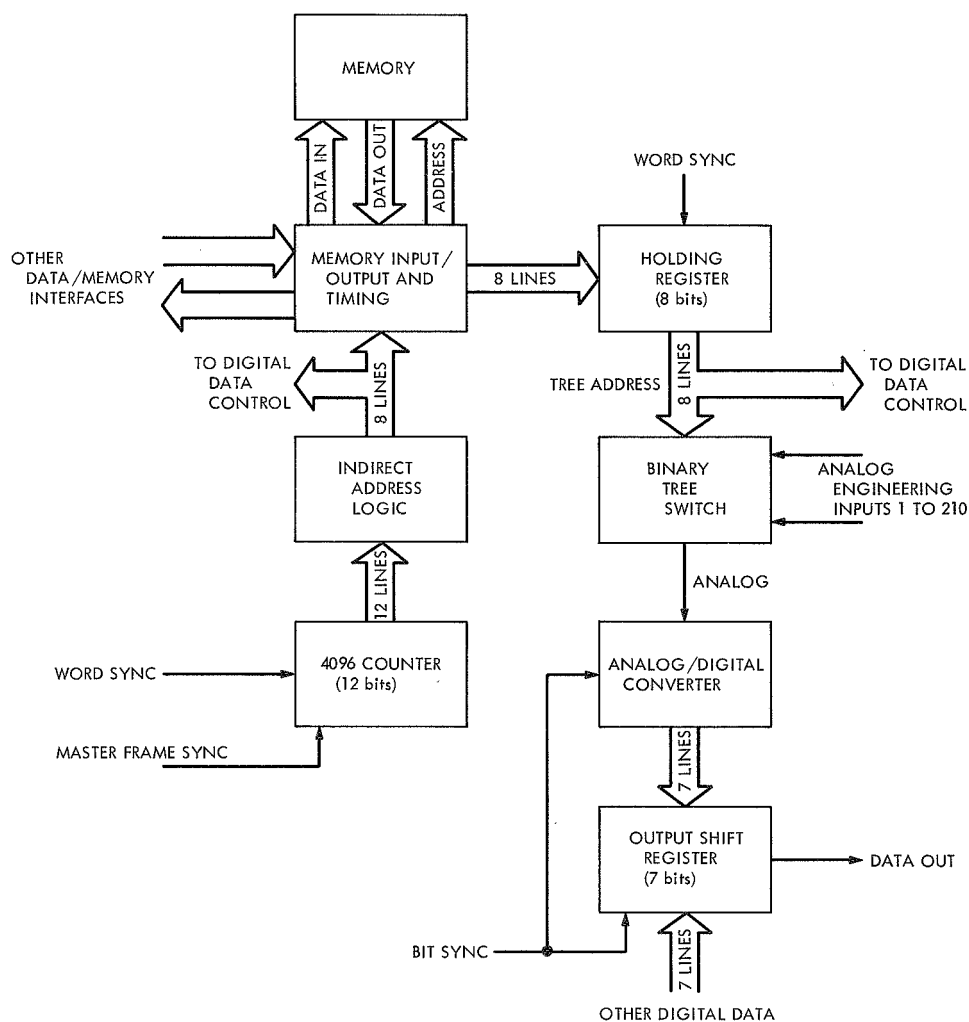 MEMORY
DATA IN
DATA OUT
ADDRESS
WORD SYNC
OTHER
DATA/MEMORY
INTERFACES
MEMORY INPUT/
OUTPUT AND
TIMING
8 LINES
HOLDING
REGISTER
(8 bits)
TO DIGITAL
DATA
CONTROL
8 LINES
TREE ADDRESS
8 LINES
TO DIGITAL
DATA
CONTROL
INDIRECT
ADDRESS
LOGIC
BINARY
TREE
SWITCH
ANALOG
ENGINEERING
INPUTS 1 TO 210
12 LINES
ANALOG
WORD SYNC
4096 COUNTER
(12 bits)
ANALOG/DIGITAL
CONVERTER
MASTER FRAME SYNC
7 LINES
OUTPUT SHIFT
REGISTER
(7 bits)
DATA OUT
BIT SYNC
7 LINES
OTHER DIGITAL DATA